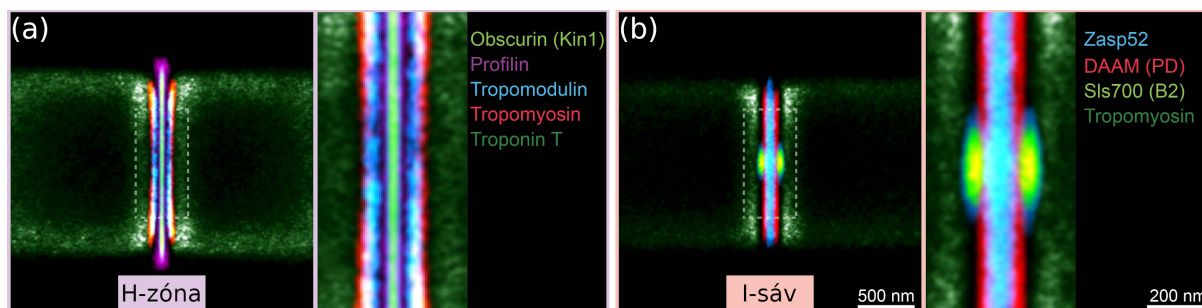 (a)
Obscurin (Kin1)
Profilin
Tropomodulin
Tropomyosin
Troponin T
H-zóna
(b)
Zasp52
DAAM (PD)
Sls700 (B2)
Tropomyosin
I-sáv
500 nm
200 nm